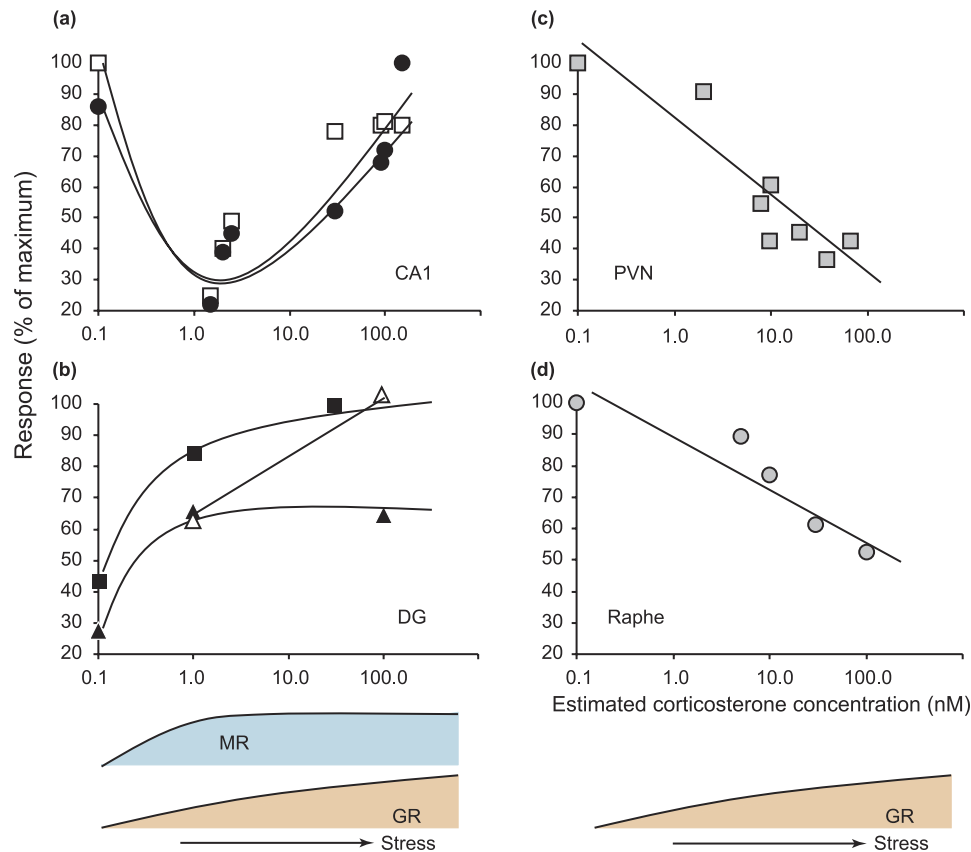 (a)
(c)
100
90
80
70
60
50
40
30
20
0.1 1.0 10.0 100.0
CA1
100
90
80
70
60
50
40
30
20
0.1 1.0 10.0 100.0
PVN
Response (% of maximum)
(b)
(d)
100
90
80
70
60
50
40
30
20
0.1 1.0 10.0 100.0
DG
100
90
80
70
60
50
40
30
20
0.1 1.0 10.0 100.0
Raphe
Estimated corticosterone concentration (nM)
MR
GR
Stress
GR
Stress